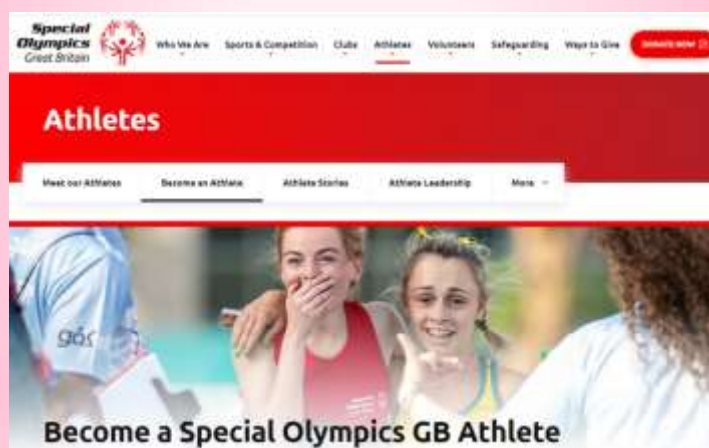 Special
Olympics
Great Britain
Who We Are Sports & Competition Clubs Athletes Volunteers Safeguarding Ways to Give DONATE NOW
Athletes
Meet our Athletes Become an Athlete Athlete Stories Athlete Leadership More
Become a Special Olympics GB Athlete